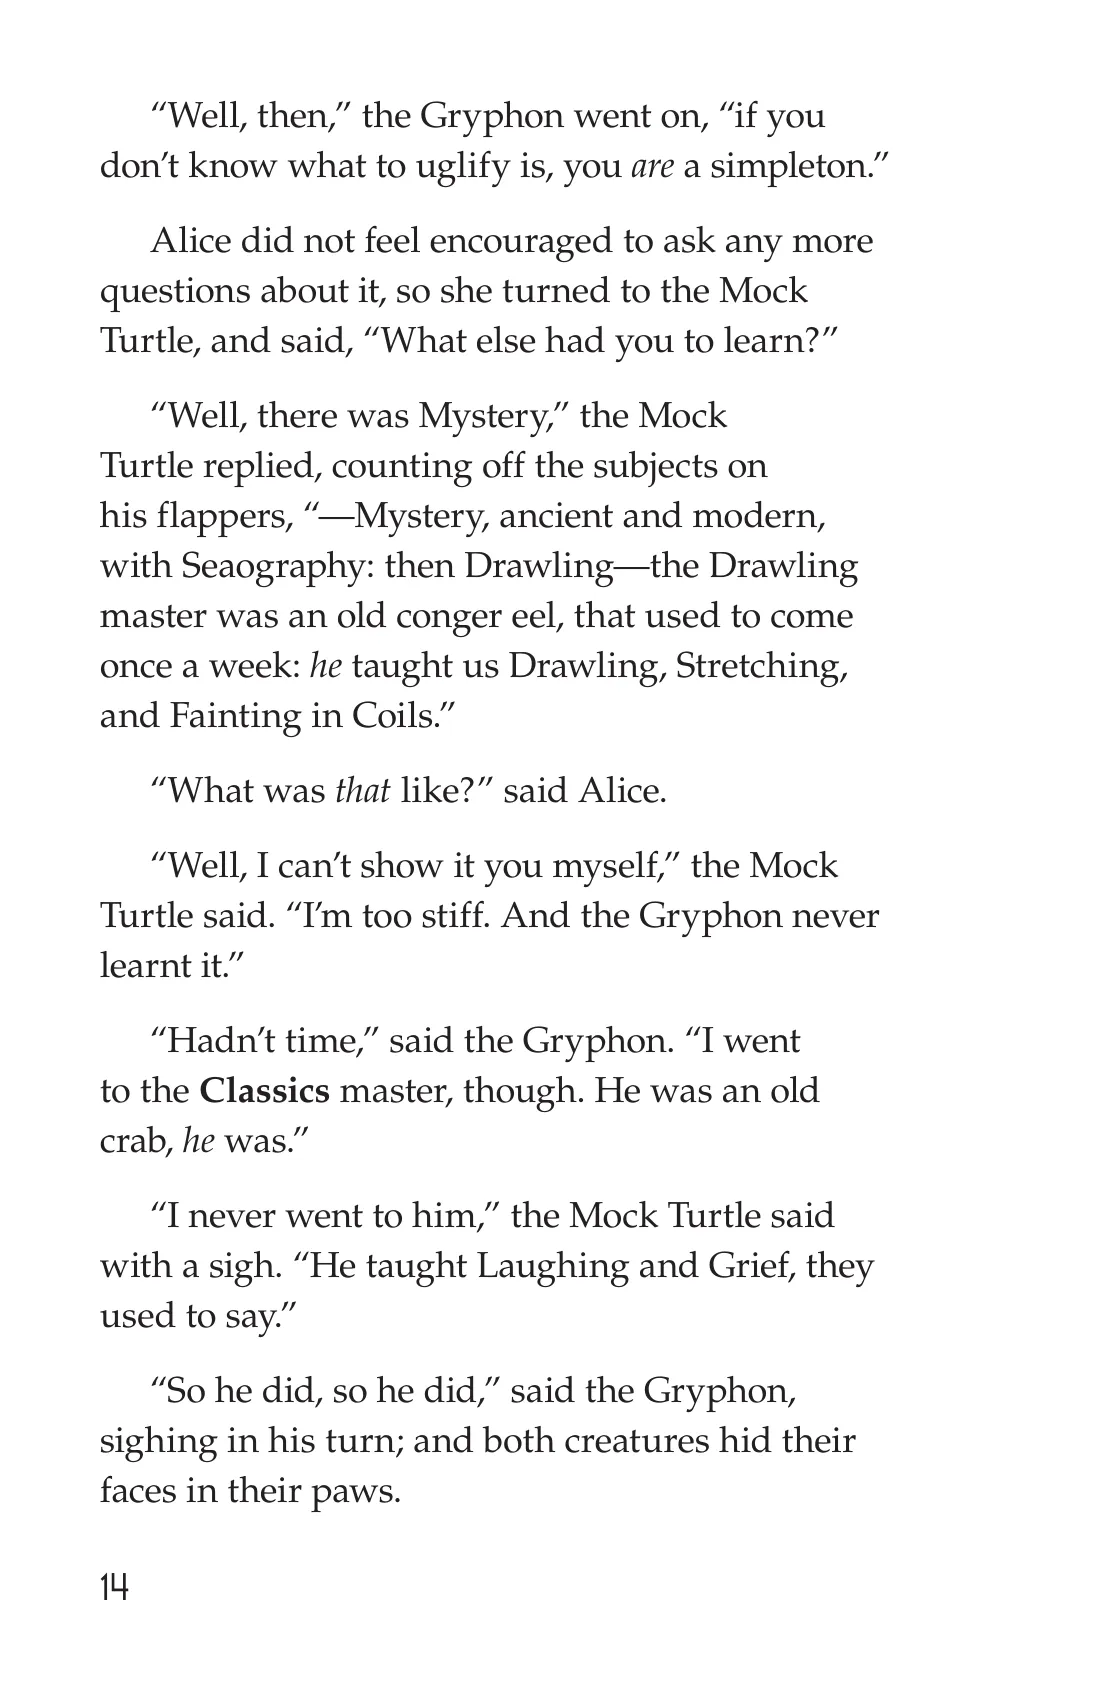 “Well, then,” the Gryphon went on, “if you
don’t know what to uglify is, you are a simpleton.”
Alice did not feel encouraged to ask any more
questions about it, so she turned to the Mock
Turtle, and said, “What else had you to learn?”
“Well, there was Mystery,” the Mock
Turtle replied, counting off the subjects on
his flappers, “—Mystery, ancient and modern,
with Seaography: then Drawling—the Drawling
master was an old conger eel, that used to come
once a week: he taught us Drawling, Stretching,
and Fainting in Coils.”
“What was that like?” said Alice.
“Well, I can’t show it you myself,” the Mock
Turtle said. “I’m too stiff. And the Gryphon never
learnt it.”
“Hadn’t time,” said the Gryphon. “I went
to the Classics master, though. He was an old
crab, he was.”
“I never went to him,” the Mock Turtle said
with a sigh. “He taught Laughing and Grief, they
used to say.”
“So he did, so he did,” said the Gryphon,
sighing in his turn; and both creatures hid their
faces in their paws.
14